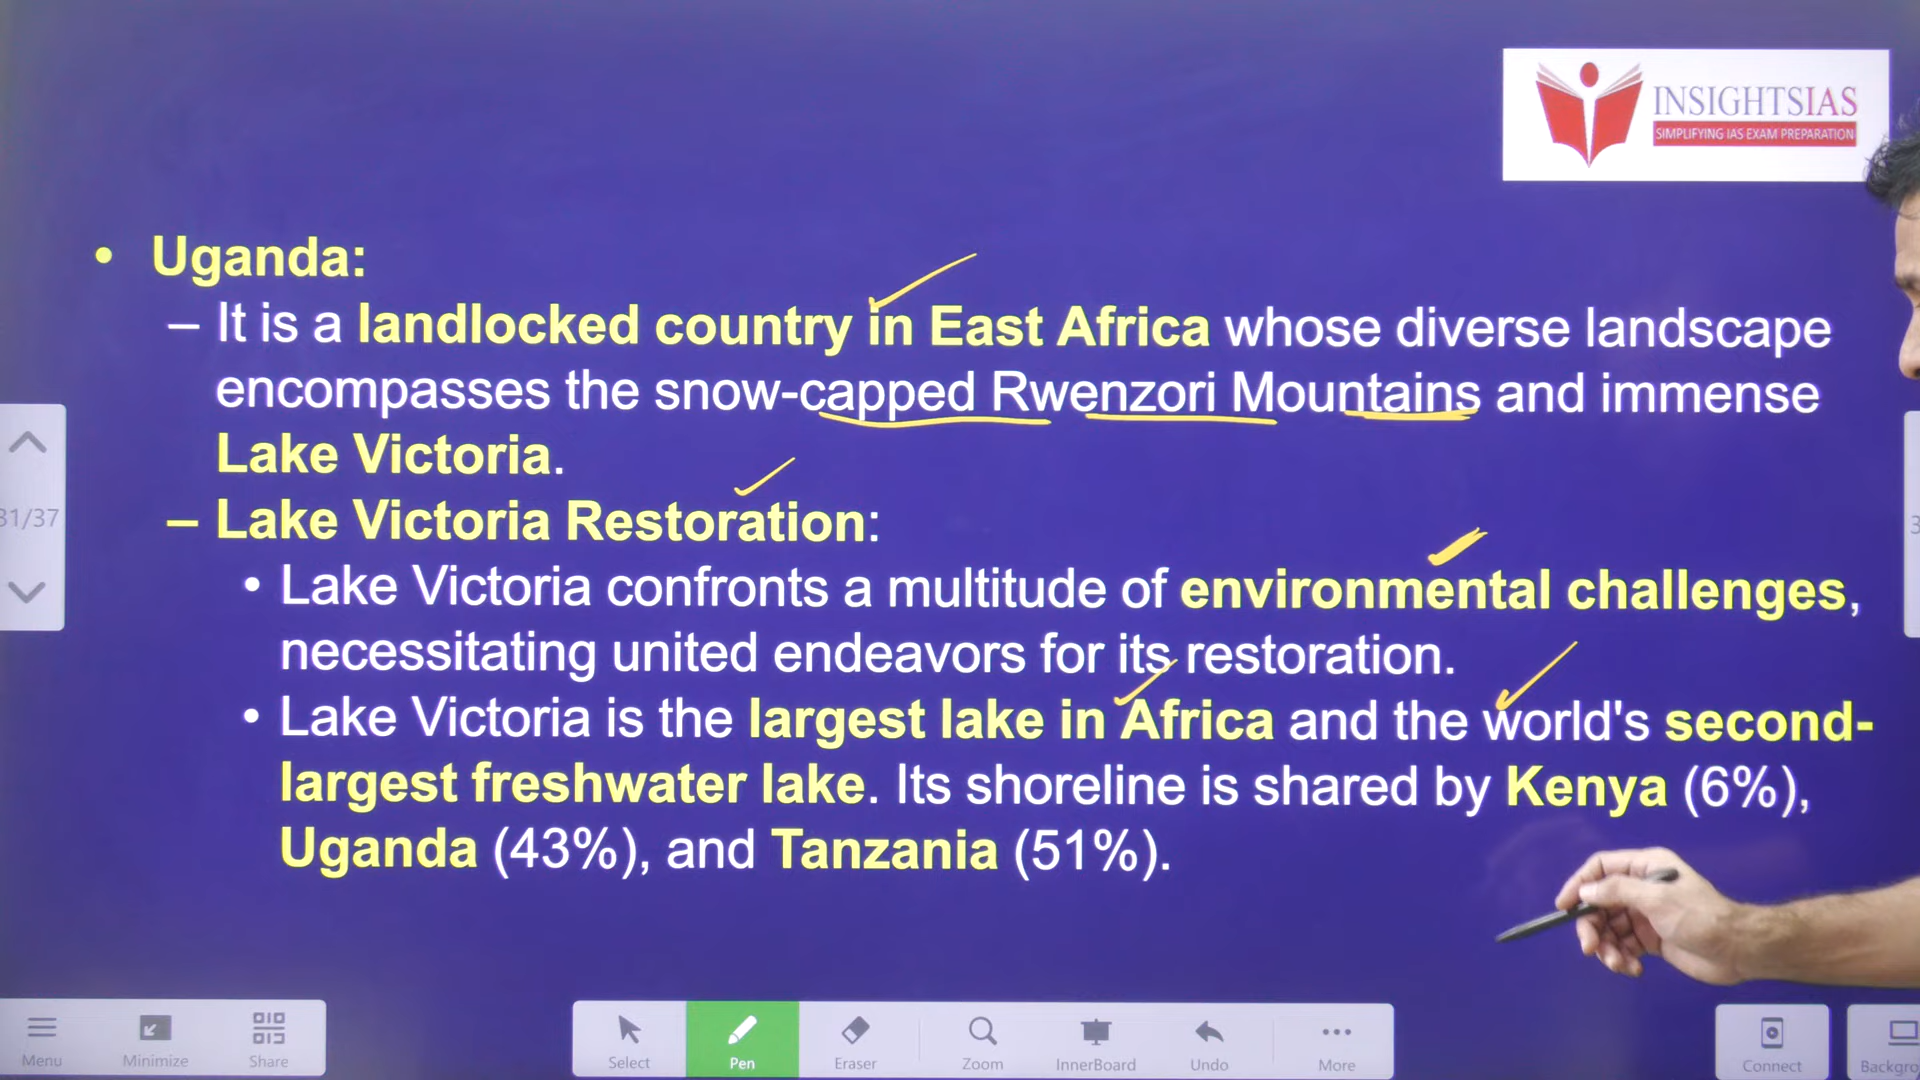 INSIGHTSIAS
SIMPLIFYING IAS EXAM PREPARATION
• Uganda:
– It is a landlocked country in East Africa whose diverse landscape
encompasses the snow-capped Rwenzori Mountains and immense
Lake Victoria.
– Lake Victoria Restoration:
• Lake Victoria confronts a multitude of environmental challenges,
necessitating united endeavors for its restoration.
• Lake Victoria is the largest lake in Africa and the world's second-
largest freshwater lake. Its shoreline is shared by Kenya (6%),
Uganda (43%), and Tanzania (51%).
31/37
Menu Minimize Share Select Pen Eraser Zoom InnerBoard Undo More Connect Backgro